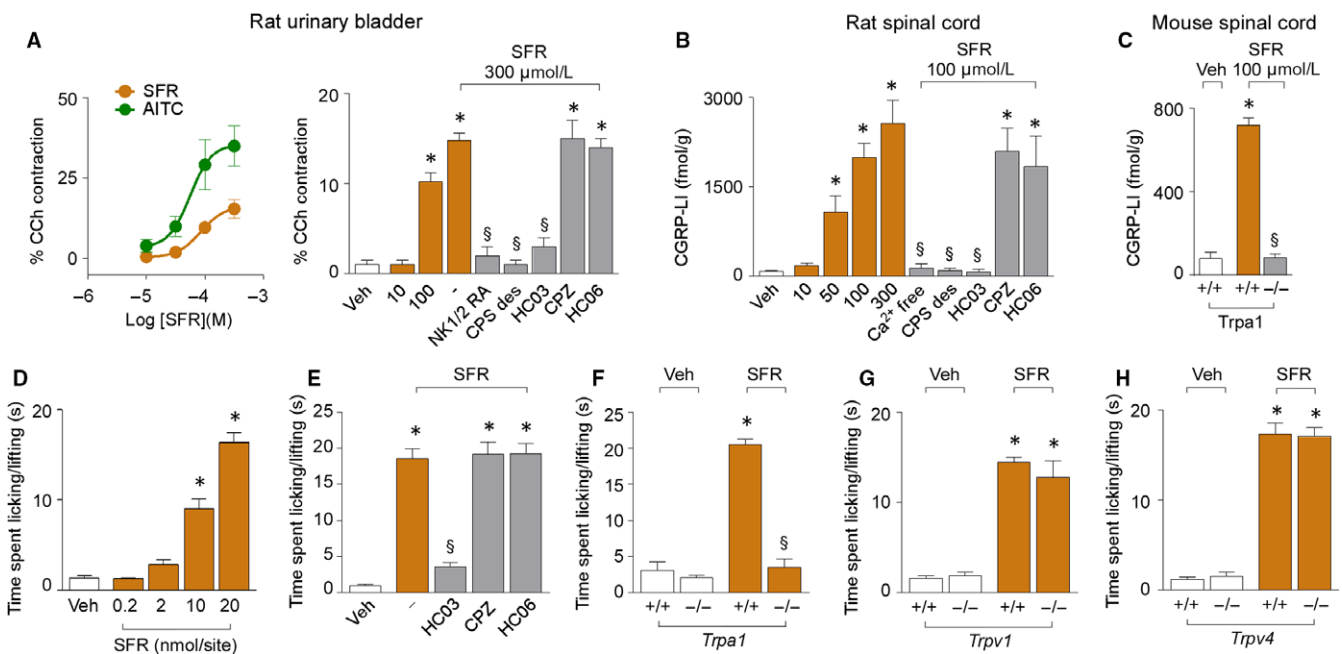 Rat urinary bladder
Rat spinal cord
Mouse spinal cord
A
SFR
AITC
% CCh contraction
50
25
0
−6
−5
−4
−3
Log [SFR](M)
SFR
300 µmol/L
% CCh contraction
20
10
0
* * § § § * *
Veh
10
100
-
NK1/2 RA
CPS des
HC03
CPZ
HC06
B
SFR
100 µmol/L
CGRP-LI (fmol/g)
3000
1500
0
* * * § § § * *
Veh
10
50
100
300
Ca²⁺ free
CPS des
HC03
CPZ
HC06
C
SFR
Veh 100 µmol/L
CGRP-LI (fmol/g)
800
400
0
* §
+/+ +/+ −/−
Trpa1
D
Time spent licking/lifting (s)
20
10
0
* *
Veh 0.2 2 10 20
SFR (nmol/site)
E
SFR
Time spent licking/lifting (s)
25
20
15
10
5
0
* § * *
Veh
–
HC03
CPZ
HC06
F
Veh SFR
Time spent licking/lifting (s)
25
20
15
10
5
0
* §
+/+ −/− +/+ −/−
Trpa1
G
Veh SFR
Time spent licking/lifting (s)
20
10
0
* *
+/+ −/− +/+ −/−
Trpv1
H
Veh SFR
Time spent licking/lifting (s)
20
10
0
* *
+/+ −/− +/+ −/−
Trpv4